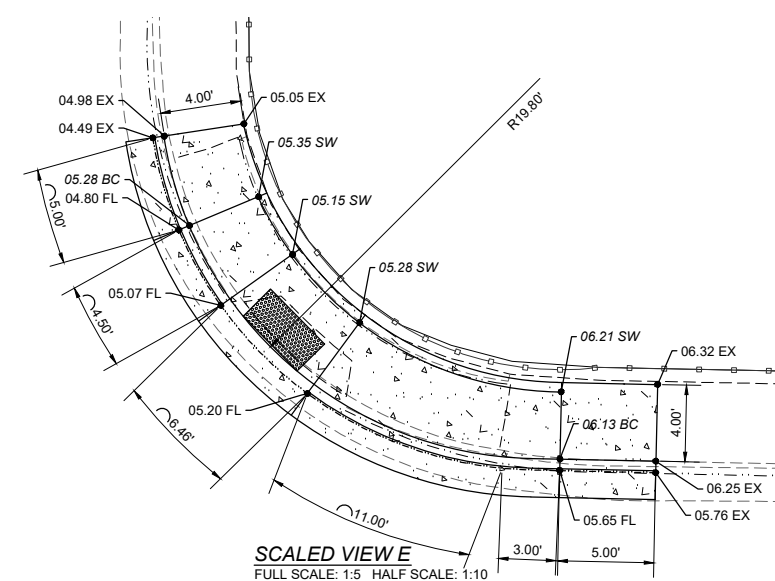 4.00'
04.98 EX
05.05 EX
04.49 EX
R19.80'
05.35 SW
05.28 BC
04.80 FL
05.15 SW
5.00'
05.28 SW
05.07 FL
4.50'
06.21 SW
06.32 EX
05.20 FL
4.00'
06.13 BC
6.46'
06.25 EX
05.76 EX
05.65 FL
11.00'
3.00'
5.00'
SCALED VIEW E
FULL SCALE: 1:5 HALF SCALE: 1:10